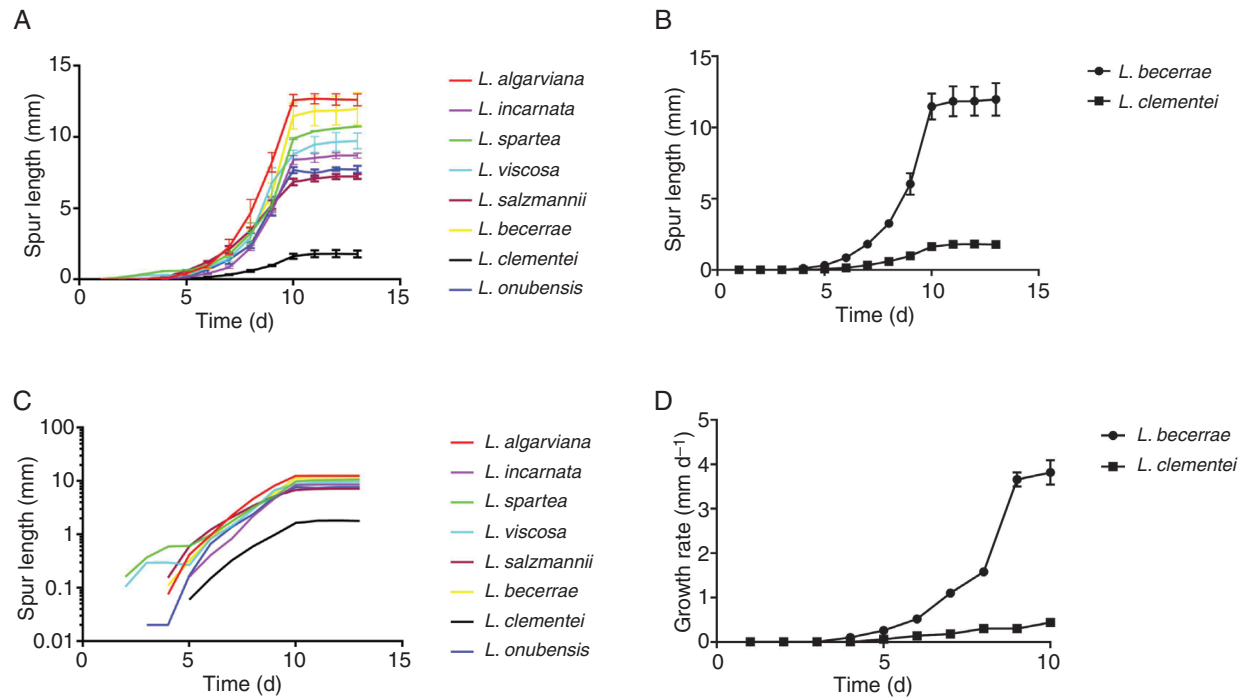 A
Spur length (mm)
15
10
5
0
0
5
10
15
Time (d)
L. algarviana
L. incarnata
L. spartea
L. viscosa
L. salzmannii
L. becerrae
L. clementei
L. onubensis
B
Spur length (mm)
15
10
5
0
0
5
10
15
Time (d)
L. becerrae
L. clementei
C
Spur length (mm)
100
10
1
0.1
0.01
0
5
10
15
Time (d)
L. algarviana
L. incarnata
L. spartea
L. viscosa
L. salzmannii
L. becerrae
L. clementei
L. onubensis
D
Growth rate (mm d⁻¹)
5
4
3
2
1
0
0
5
10
Time (d)
L. becerrae
L. clementei